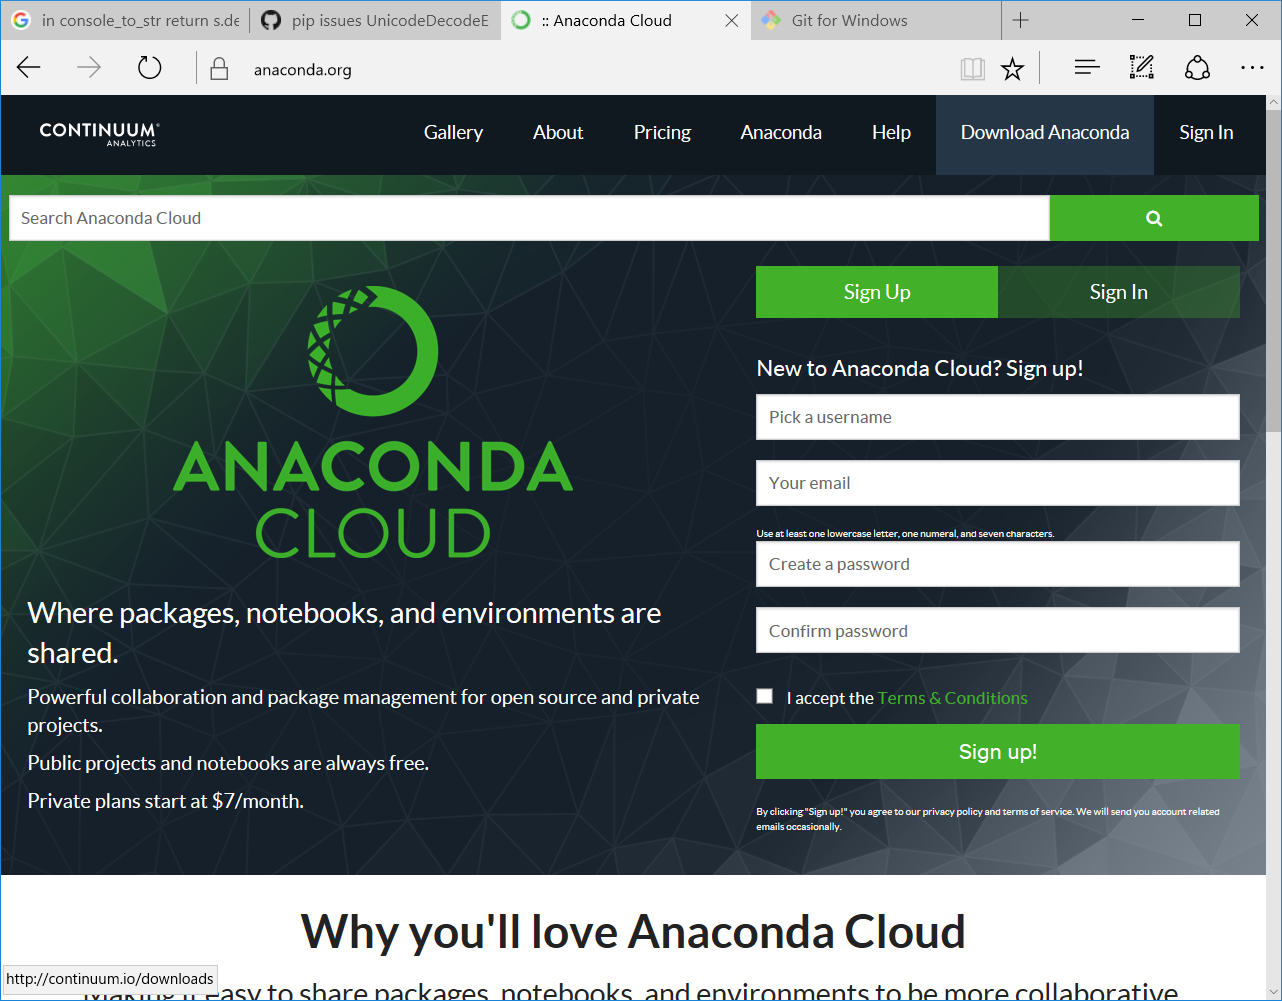 in console_to_str return s.de
pip issues UnicodeDecodeE
:: Anaconda Cloud
Git for Windows
anaconda.org
CONTINUUM
ANALYTICS
Gallery
About
Pricing
Anaconda
Help
Download Anaconda
Sign In
Search Anaconda Cloud
Sign Up
Sign In
ANACONDA
CLOUD
New to Anaconda Cloud? Sign up!
Pick a username
Your email
Use at least one lowercase letter, one numeral, and seven characters.
Create a password
Confirm password
I accept the Terms & Conditions
Sign up!
By clicking "Sign up!" you agree to our privacy policy and terms of service. We will send you account related
emails occasionally.
Where packages, notebooks, and environments are
shared.
Powerful collaboration and package management for open source and private
projects.
Public projects and notebooks are always free.
Private plans start at $7/month.
Why you'll love Anaconda Cloud
Making it easy to share packages, notebooks, and environments to be more collaborative
http://continuum.io/downloads